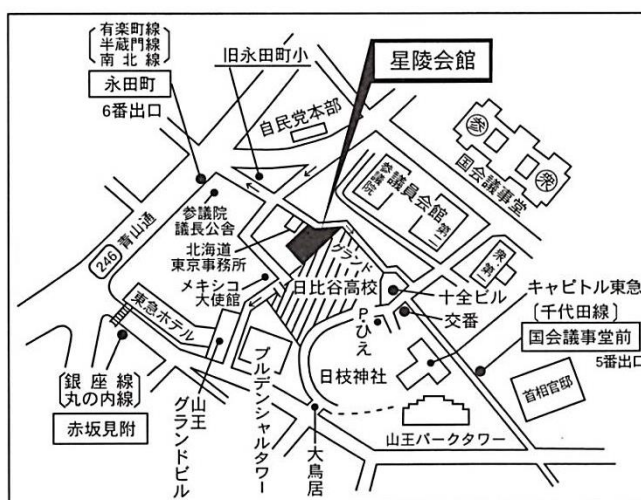 有楽町線
半蔵門線
南北線
永田町
6番出口
旧永田町小
星陵会館
自民党本部
参
衆
国会議事堂
参議院
議員会館
第二
衆第一
参議院
議長公舎
北海道
東京事務所
メキシコ
大使館
グランド
日比谷高校
青山通
246
東急ホテル
十全ビル
交番
Pひえ
キャピトル東急
〔千代田線〕
国会議事堂前
5番出口
日枝神社
首相官邸
銀座線
丸の内線
赤坂見附
山王
グランドビル
プルデンシャルタワー
大鳥居
山王パークタワー